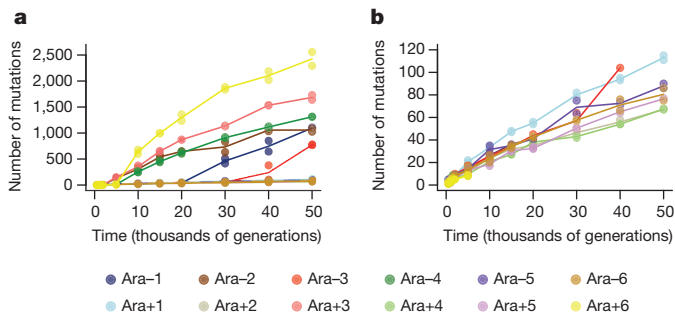 a
b
Number of mutations
2,500
2,000
1,500
1,000
500
0
0 10 20 30 40 50
Time (thousands of generations)
Number of mutations
120
100
80
60
40
20
0
0 10 20 30 40 50
Time (thousands of generations)
Ara–1 Ara–2 Ara–3 Ara–4 Ara–5 Ara–6
Ara+1 Ara+2 Ara+3 Ara+4 Ara+5 Ara+6